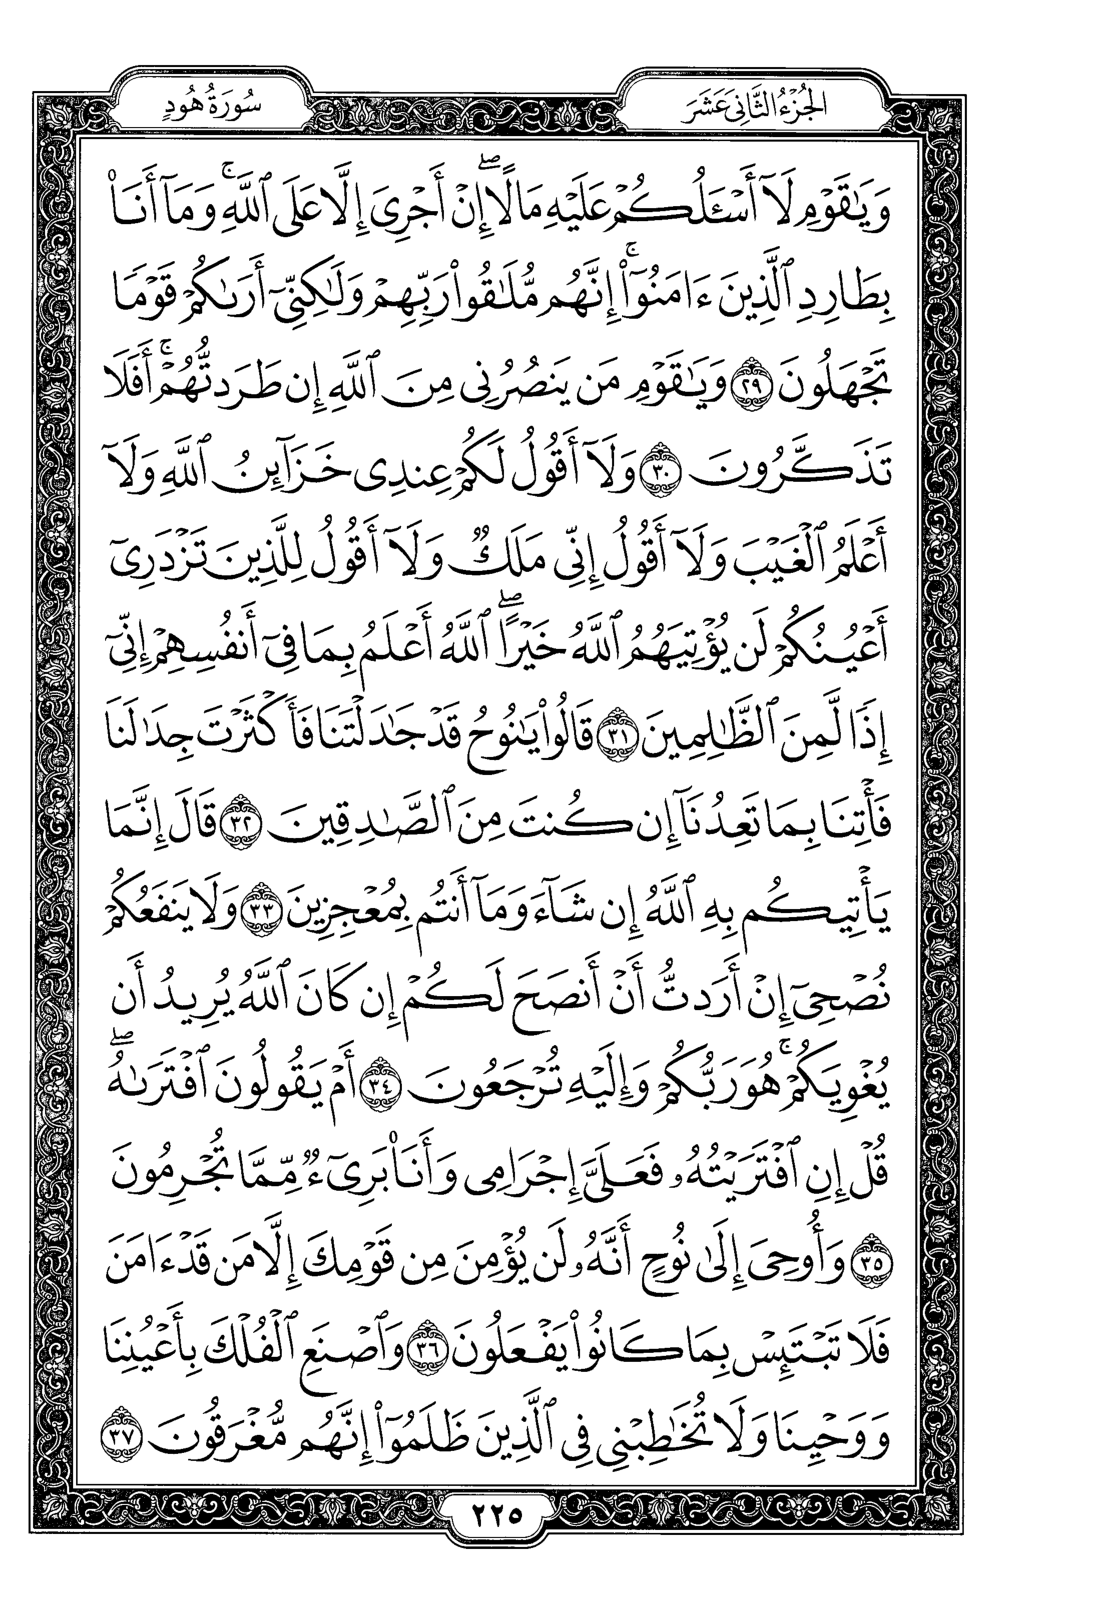 الجُزْءُ الثَّانِي عَشَرَ
سُورَةُ هُودٍ
وَيَٰقَوْمِ لَآ أَسْـَٔلُكُمْ عَلَيْهِ مَالًا ۖ إِنْ أَجْرِىَ إِلَّا عَلَى ٱللَّهِ ۚ وَمَآ أَنَا۠
بِطَارِدِ ٱلَّذِينَ ءَامَنُوٓا۟ ۚ إِنَّهُم مُّلَٰقُوا۟ رَبِّهِمْ وَلَٰكِنِّىٓ أَرَىٰكُمْ قَوْمًا
تَجْهَلُونَ ٢٩ وَيَٰقَوْمِ مَن يَنصُرُنِى مِنَ ٱللَّهِ إِن طَرَدتُّهُمْ ۚ أَفَلَا
تَذَكَّرُونَ ٣٠ وَلَآ أَقُولُ لَكُمْ عِندِى خَزَآئِنُ ٱللَّهِ وَلَآ
أَعْلَمُ ٱلْغَيْبَ وَلَآ أَقُولُ إِنِّى مَلَكٌ وَلَآ أَقُولُ لِلَّذِينَ تَزْدَرِىٓ
أَعْيُنُكُمْ لَن يُؤْتِيَهُمُ ٱللَّهُ خَيْرًا ۖ ٱللَّهُ أَعْلَمُ بِمَا فِىٓ أَنفُسِهِمْ إِنِّىٓ
إِذًا لَّمِنَ ٱلظَّٰلِمِينَ ٣١ قَالُوا۟ يَٰنُوحُ قَدْ جَٰدَلْتَنَا فَأَكْثَرْتَ جِدَٰلَنَا
فَأْتِنَا بِمَا تَعِدُنَآ إِن كُنتَ مِنَ ٱلصَّٰدِقِينَ ٣٢ قَالَ إِنَّمَا
يَأْتِيكُم بِهِ ٱللَّهُ إِن شَآءَ وَمَآ أَنتُم بِمُعْجِزِينَ ٣٣ وَلَا يَنفَعُكُمْ
نُصْحِىٓ إِنْ أَرَدتُّ أَنْ أَنصَحَ لَكُمْ إِن كَانَ ٱللَّهُ يُرِيدُ أَن
يُغْوِيَكُمْ ۚ هُوَ رَبُّكُمْ وَإِلَيْهِ تُرْجَعُونَ ٣٤ أَمْ يَقُولُونَ ٱفْتَرَىٰهُ ۖ
قُلْ إِنِ ٱفْتَرَيْتُهُۥ فَعَلَىَّ إِجْرَامِى وَأَنَا۠ بَرِىٓءٌ مِّمَّا تُجْرِمُونَ
٣٥ وَأُوحِىَ إِلَىٰ نُوحٍ أَنَّهُۥ لَن يُؤْمِنَ مِن قَوْمِكَ إِلَّا مَن قَدْ ءَامَنَ
فَلَا تَبْتَئِسْ بِمَا كَانُوا۟ يَفْعَلُونَ ٣٦ وَٱصْنَعِ ٱلْفُلْكَ بِأَعْيُنِنَا
وَوَحْيِنَا وَلَا تُخَٰطِبْنِى فِى ٱلَّذِينَ ظَلَمُوٓا۟ إِنَّهُم مُّغْرَقُونَ ٣٧
٢٢٥